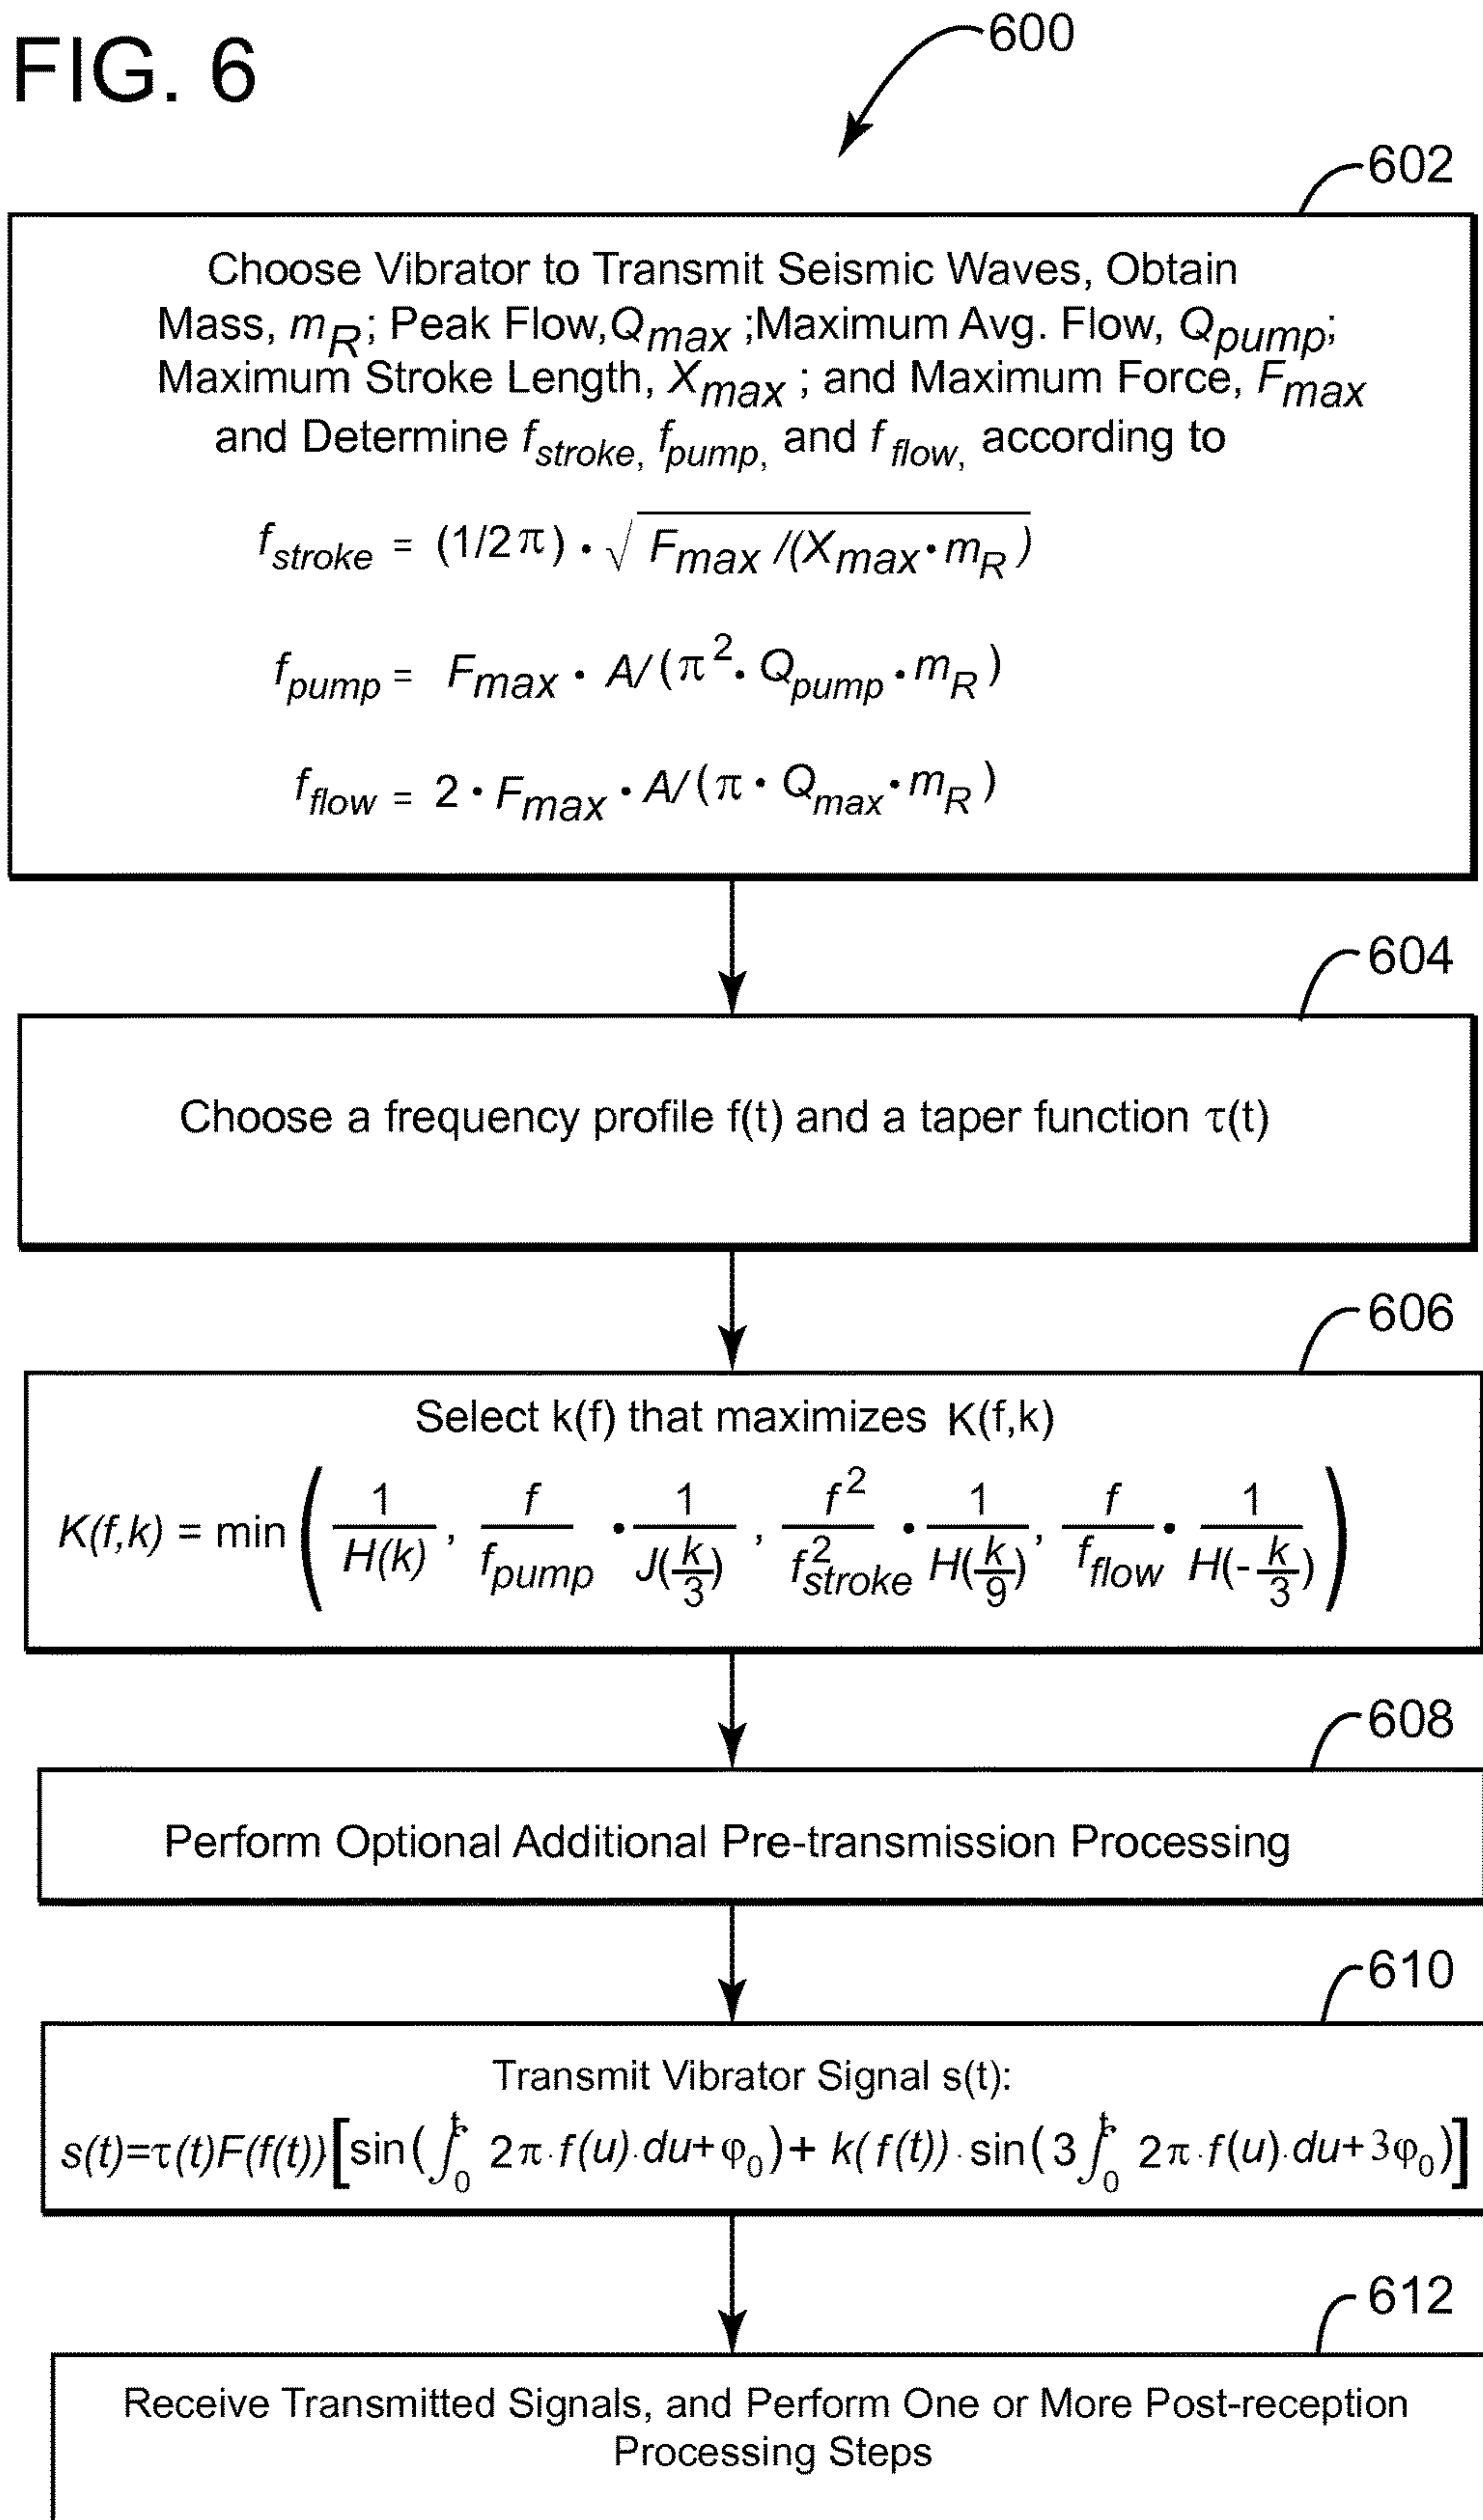 FIG. 6
600
602
Choose Vibrator to Transmit Seismic Waves, Obtain
Mass, m_R; Peak Flow,Q_max ;Maximum Avg. Flow, Q_pump;
Maximum Stroke Length, X_max ; and Maximum Force, F_max
and Determine f_stroke, f_pump, and f_flow, according to
f_stroke = (1/2π) • √ F_max /(X_max • m_R )
f_pump = F_max • A/(π² • Q_pump • m_R )
f_flow = 2 • F_max • A/(π • Q_max • m_R )
604
Choose a frequency profile f(t) and a taper function τ(t)
606
Select k(f) that maximizes K(f,k)
K(f,k) = min ( 1/H(k) , f/f_pump • 1/J(k/3) , f²/f²_stroke • 1/H(k/9) , f/f_flow • 1/H(-k/3) )
608
Perform Optional Additional Pre-transmission Processing
610
Transmit Vibrator Signal s(t):
s(t)=τ(t)F(f(t))[sin(∫₀ᵗ 2π·f(u)·du+φ₀)+ k(f(t))·sin(3∫₀ᵗ 2π·f(u)·du+3φ₀)]
612
Receive Transmitted Signals, and Perform One or More Post-reception
Processing Steps